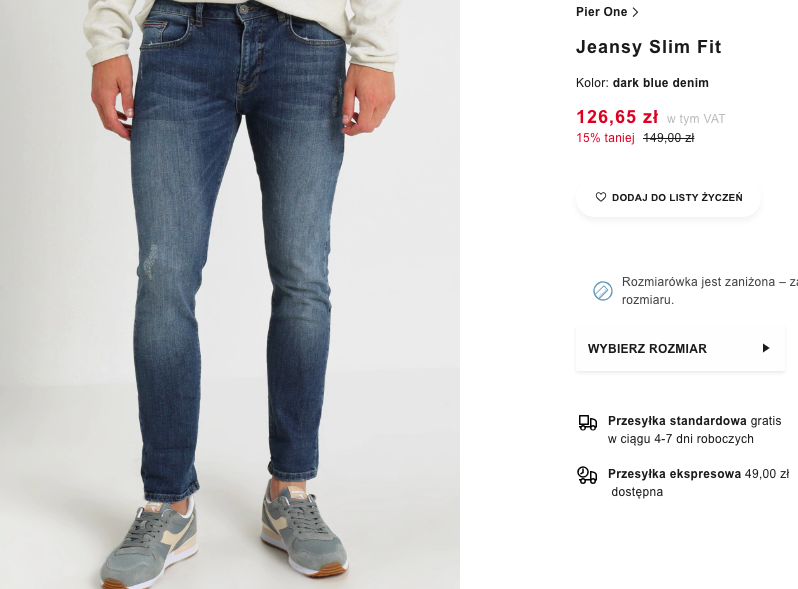 Pier One
Jeansy Slim Fit
Kolor: dark blue denim
126,65 zł w tym VAT
15% taniej 149,00 zł
DODAJ DO LISTY ŻYCZEŃ
Rozmiarówka jest zaniżona –
rozmiaru.
WYBIERZ ROZMIAR
Przesyłka standardowa gratis
w ciągu 4-7 dni roboczych
Przesyłka ekspresowa 49,00 zł
dostępna